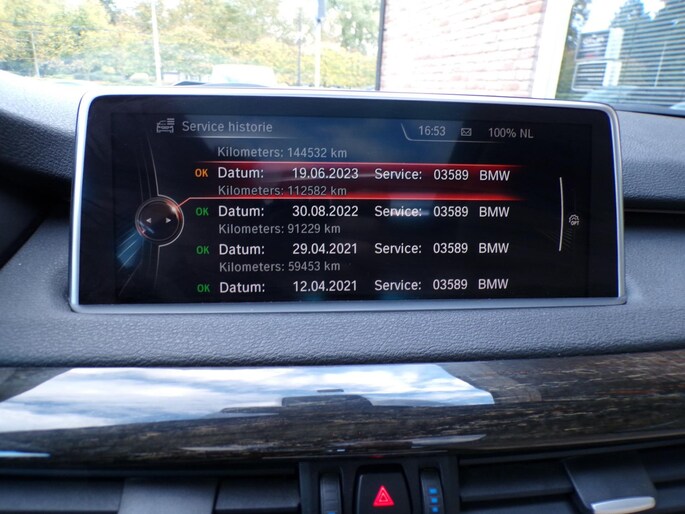 Service historie
16:53
100% NL
Kilometers: 144532 km
OK Datum: 19.06.2023 Service: 03589 BMW
Kilometers: 112582 km
OK Datum: 30.08.2022 Service: 03589 BMW
Kilometers: 91229 km
OK Datum: 29.04.2021 Service: 03589 BMW
Kilometers: 59453 km
OK Datum: 12.04.2021 Service: 03589 BMW